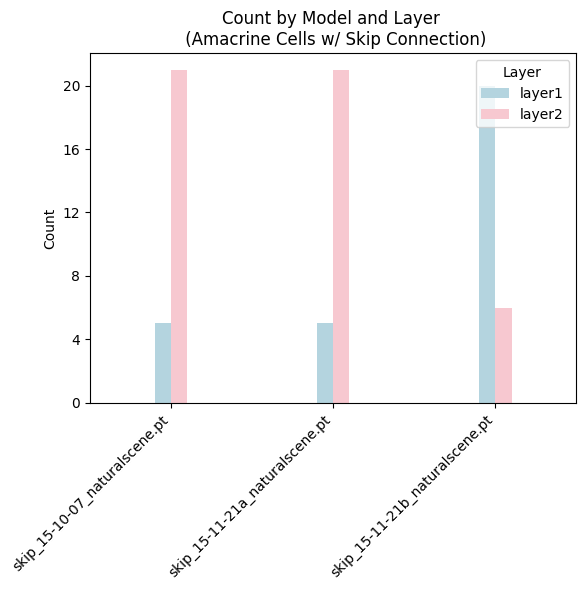 Count by Model and Layer
(Amacrine Cells w/ Skip Connection)
Layer
layer1
layer2
Count
20
16
12
8
4
0
skip_15-10-07_naturalscene.pt
skip_15-11-21a_naturalscene.pt
skip_15-11-21b_naturalscene.pt